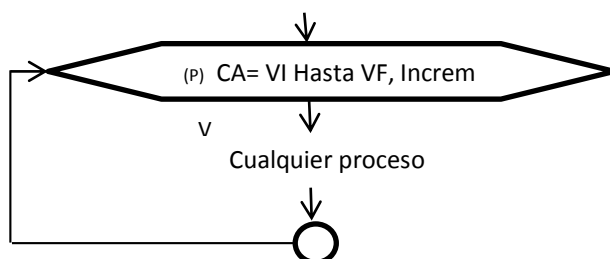 (P) CA= VI Hasta VF, Increm
V
Cualquier proceso